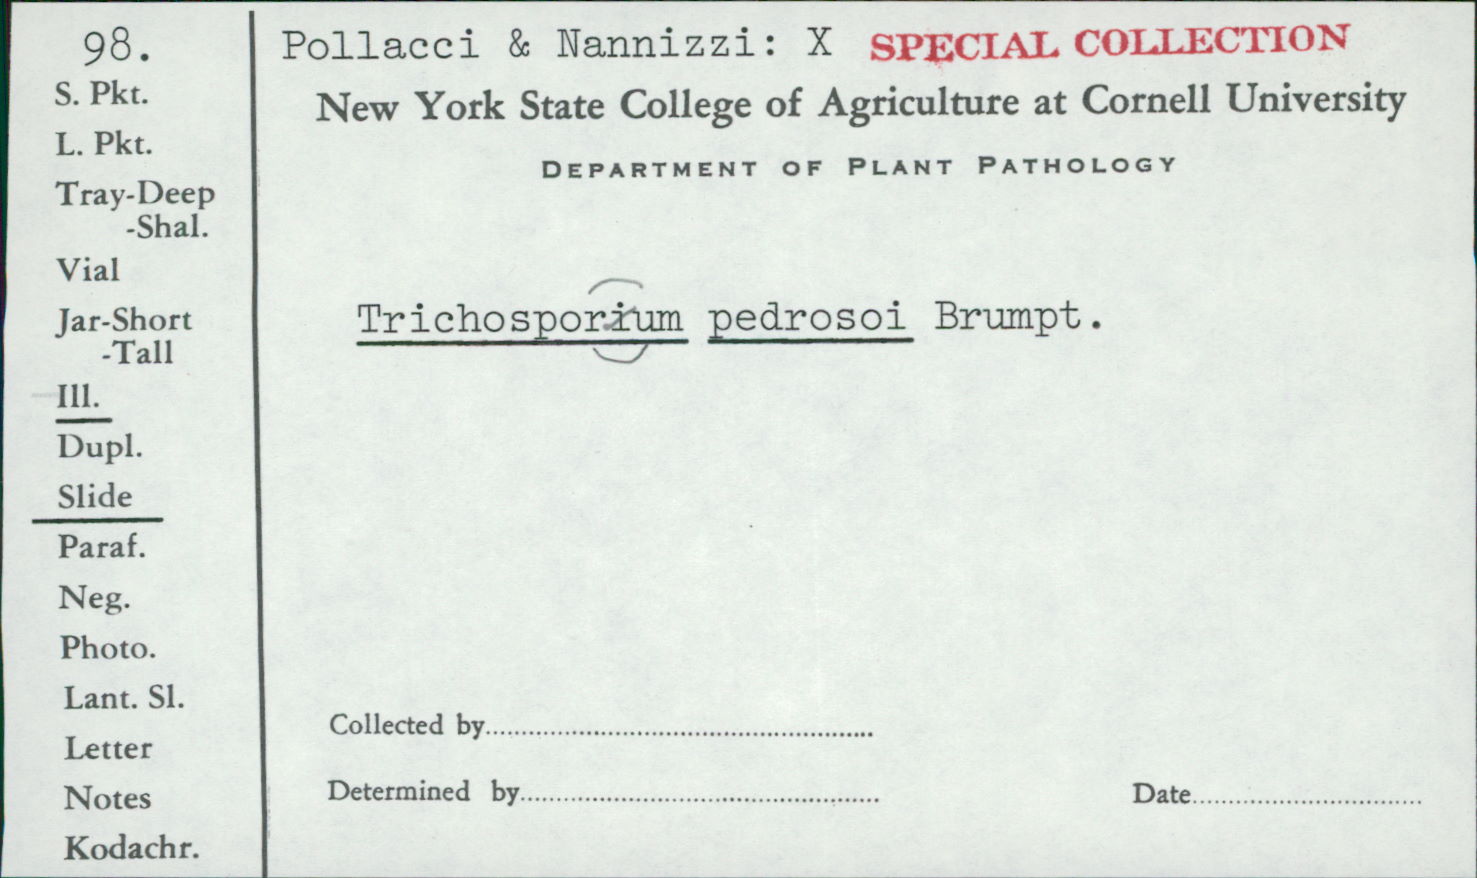 98.
S. Pkt.
L. Pkt.
Tray-Deep
-Shal.
Vial
Jar-Short
-Tall
Ill.
Dupl.
Slide
Paraf.
Neg.
Photo.
Lant. Sl.
Letter
Notes
Kodachr.
Pollacci & Nannizzi: X SPECIAL COLLECTION
New York State College of Agriculture at Cornell University
DEPARTMENT OF PLANT PATHOLOGY
Trichosporium pedrosoi Brumpt.
Collected by
Determined by
Date